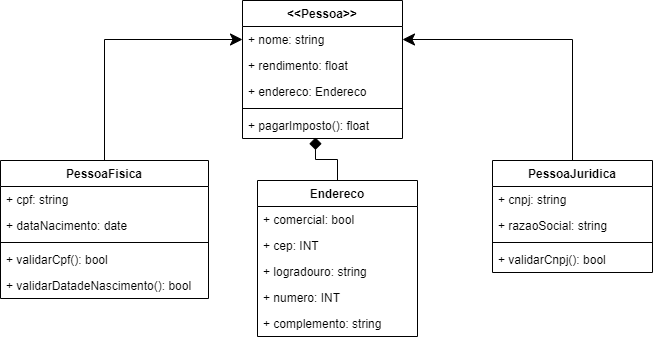 <<Pessoa>>
+ nome: string
+ rendimento: float
+ endereco: Endereco
+ pagarImposto(): float
PessoaFisica
+ cpf: string
+ dataNacimento: date
+ validarCpf(): bool
+ validarDatadeNascimento(): bool
Endereco
+ comercial: bool
+ cep: INT
+ logradouro: string
+ numero: INT
+ complemento: string
PessoaJuridica
+ cnpj: string
+ razaoSocial: string
+ validarCnpj(): bool